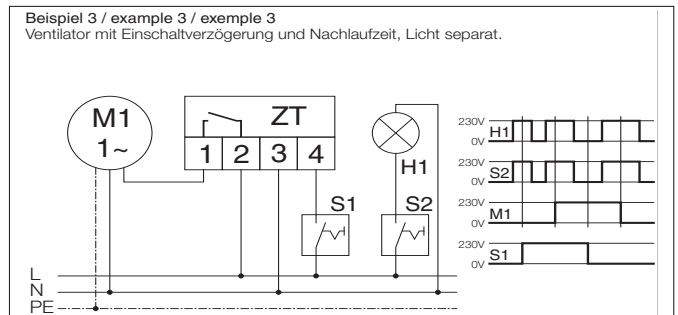 Beispiel 3 / example 3 / exemple 3
Ventilator mit Einschaltverzögerung und Nachlaufzeit, Licht separat.
M1
1~
ZT
1 2 3 4
H1
S1 S2
L
N
PE
230V
H1
0V
230V
S2
0V
230V
M1
0V
230V
S1
0V